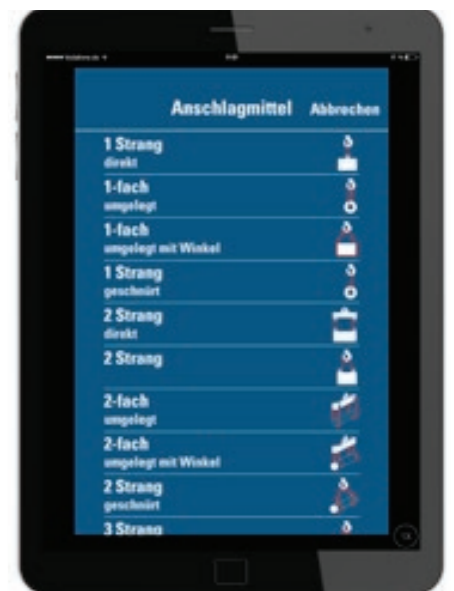 Anschlagmittel Abbrechen
1 Strang
direkt
1-fach
umgelegt
1-fach
umgelegt mit Winkel
1 Strang
geschnürt
2 Strang
direkt
2 Strang
2-fach
umgelegt
2-fach
umgelegt mit Winkel
2 Strang
geschnürt
3 Strang